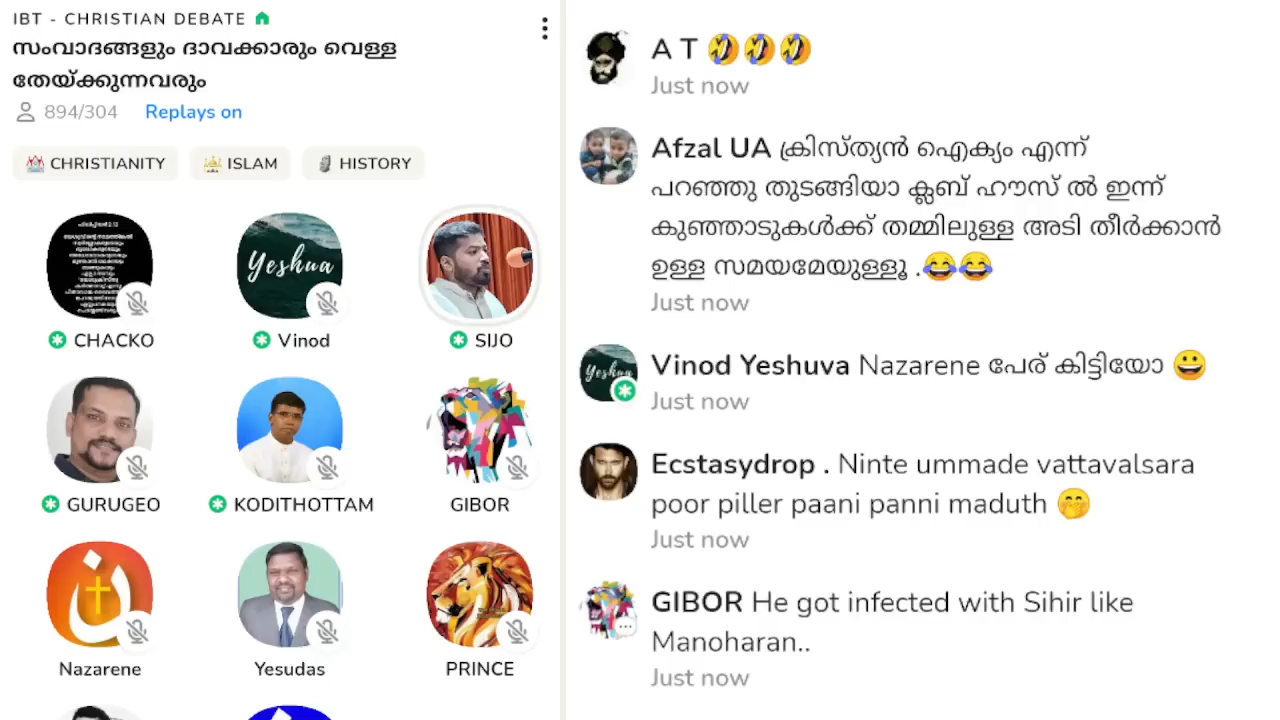 IBT - CHRISTIAN DEBATE
സംവാദങ്ങളും ദാവക്കാരും വെള്ള
തേയ്ക്കുന്നവരും
894/304 Replays on
CHRISTIANITY ISLAM HISTORY
Yeshua
CHACKO Vinod SIJO
GURUGEO KODITHOTTAM GIBOR
Nazarene Yesudas PRINCE
A T 🤣🤣🤣
Just now
Afzal UA ക്രിസ്ത്യൻ ഐക്യം എന്ന്
പറഞ്ഞു തുടങ്ങിയാ ക്ലബ് ഹൗസ് ൽ ഇന്ന്
കുഞ്ഞാടുകൾക്ക് തമ്മിലുള്ള അടി തീർക്കാൻ
ഉള്ള സമയമേയുള്ളൂ .😂😂
Just now
Vinod Yeshuva Nazarene പേര് കിട്ടിയോ 😀
Just now
Ecstasydrop . Ninte ummade vattavalsara
poor piller paani panni maduth 🤭
Just now
GIBOR He got infected with Sihir like
Manoharan..
Just now